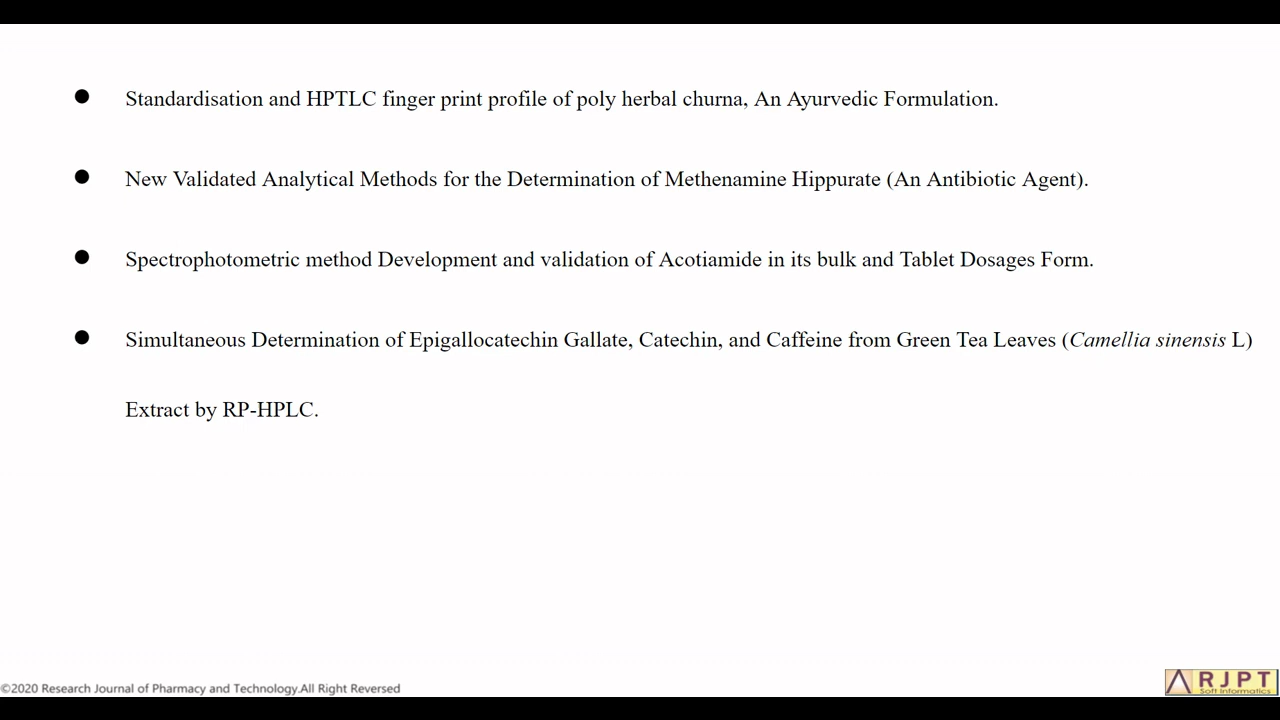 ● Standardisation and HPTLC finger print profile of poly herbal churna, An Ayurvedic Formulation.
● New Validated Analytical Methods for the Determination of Methenamine Hippurate (An Antibiotic Agent).
● Spectrophotometric method Development and validation of Acotiamide in its bulk and Tablet Dosages Form.
● Simultaneous Determination of Epigallocatechin Gallate, Catechin, and Caffeine from Green Tea Leaves (Camellia sinensis L)
Extract by RP-HPLC.
©2020 Research Journal of Pharmacy and Technology.All Right Reversed
RJPT
Soft Informatics